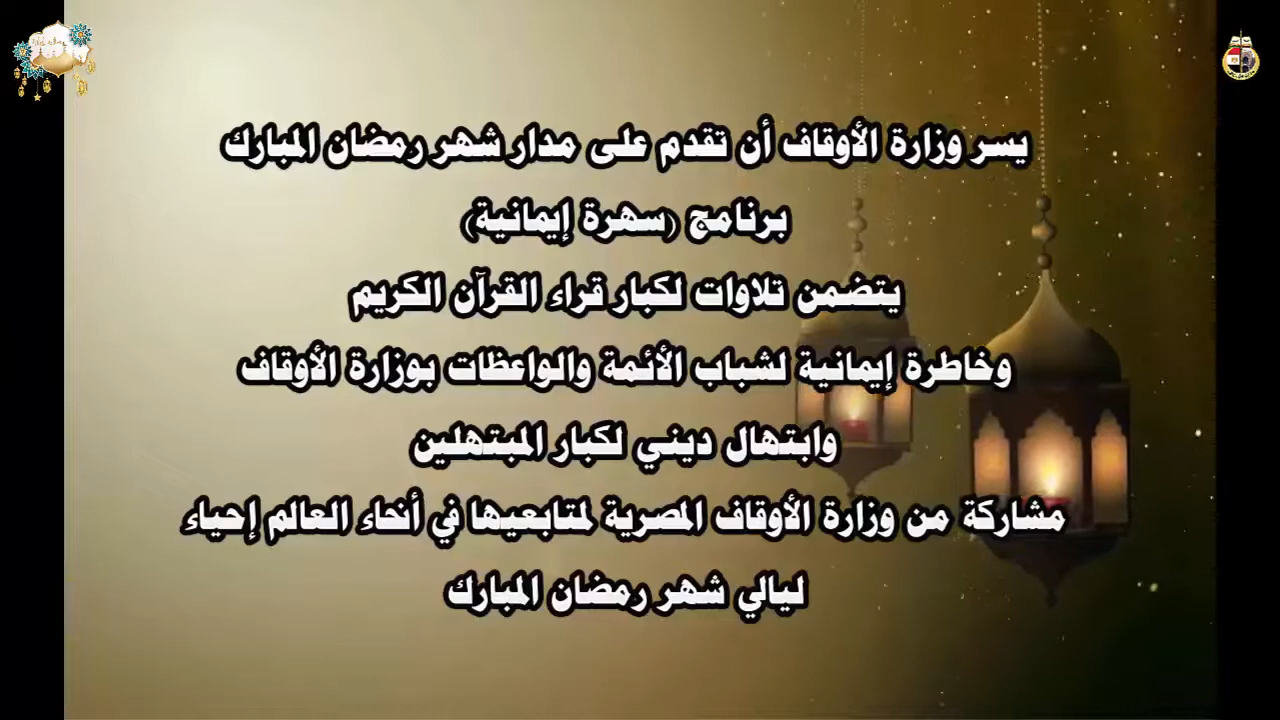 يسر وزارة الأوقاف أن تقدم على مدار شهر رمضان المبارك
برنامج (سهرة إيمانية)
يتضمن تلاوات لكبار قراء القرآن الكريم
وخاطرة إيمانية لشباب الأئمة والواعظات بوزارة الأوقاف
وابتهال ديني لكبار المبتهلين
مشاركة من وزارة الأوقاف المصرية لمتابعيها في أنحاء العالم إحياء
ليالي شهر رمضان المبارك